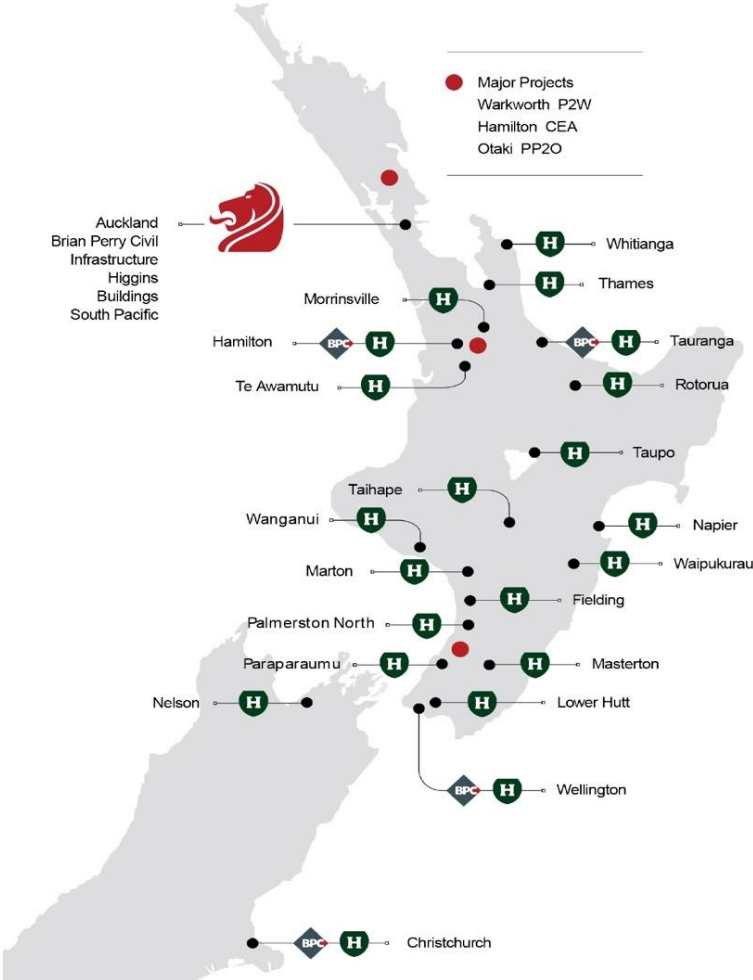 Major Projects
Warkworth P2W
Hamilton CEA
Otaki PP2O
Auckland
Brian Perry Civil
Infrastructure
Higgins
Buildings
South Pacific
H Whitianga
H Thames
Morrinsville H
Hamilton BPC H
BPC H Tauranga
Te Awamutu H
H Rotorua
H Taupo
Taihape H
Wanganui H
H Napier
H Waipukurau
Marton H
H Fielding
Palmerston North H
Paraparaumu H
H Masterton
Nelson H
H Lower Hutt
BPC H Wellington
BPC H Christchurch